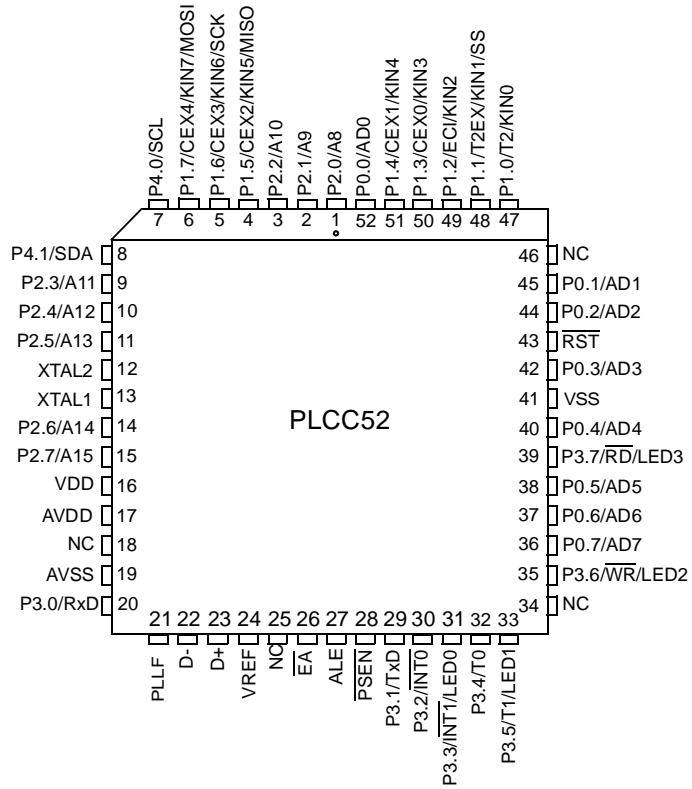 P4.0/SCL
P1.7/CEX4/KIN7/MOSI
P1.6/CEX3/KIN6/SCK
P1.5/CEX2/KIN5/MISO
P2.2/A10
P2.1/A9
P2.0/A8
P0.0/AD0
P1.4/CEX1/KIN4
P1.3/CEX0/KIN3
P1.2/ECI/KIN2
P1.1/T2EX/KIN1/SS
P1.0/T2/KIN0
7 6 5 4 3 2 1 52 51 50 49 48 47
P4.1/SDA 8
P2.3/A11 9
P2.4/A12 10
P2.5/A13 11
XTAL2 12
XTAL1 13
P2.6/A14 14
P2.7/A15 15
VDD 16
AVDD 17
NC 18
AVSS 19
P3.0/RxD 20
PLCC52
46 NC
45 P0.1/AD1
44 P0.2/AD2
43 RST
42 P0.3/AD3
41 VSS
40 P0.4/AD4
39 P3.7/RD/LED3
38 P0.5/AD5
37 P0.6/AD6
36 P0.7/AD7
35 P3.6/WR/LED2
34 NC
21 22 23 24 25 26 27 28 29 30 31 32 33
PLLF
D-
D+
VREF
NC
EA
ALE
PSEN
P3.1/TxD
P3.2/INT0
P3.3/INT1/LED0
P3.4/T0
P3.5/T1/LED1